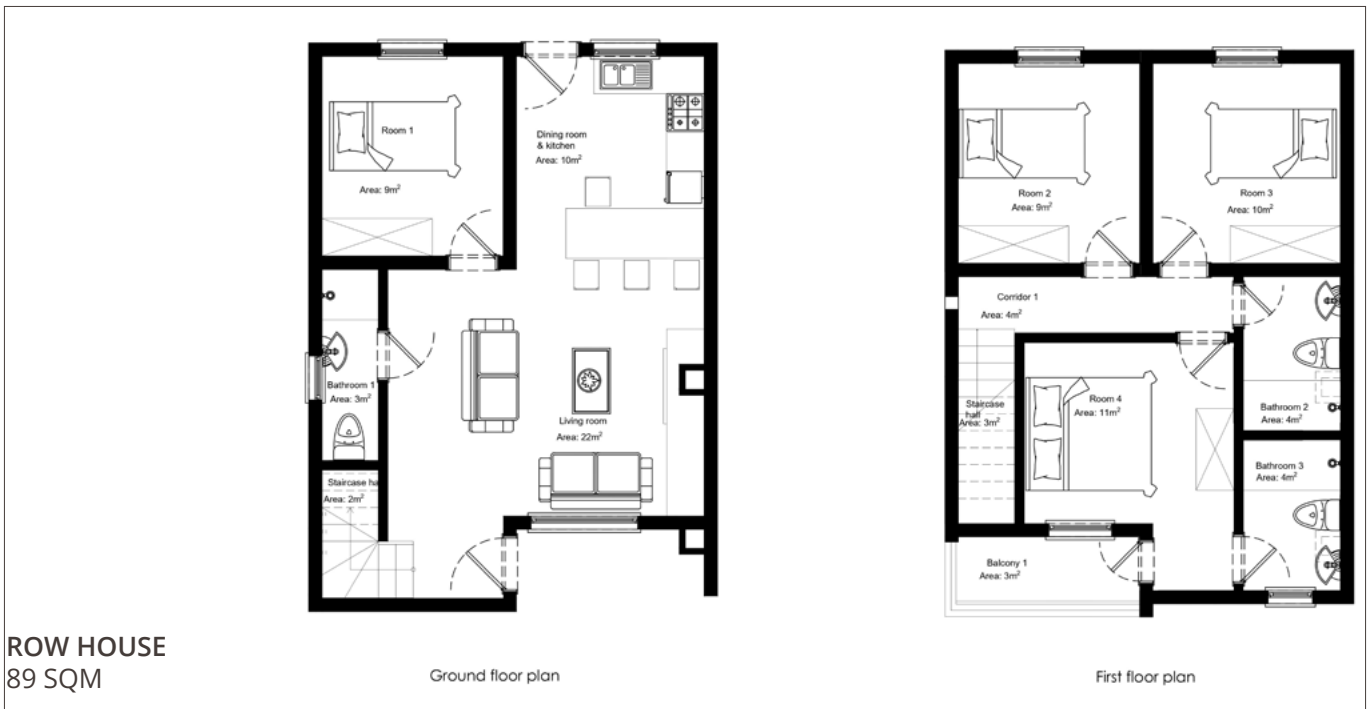 Room 1
Area: 9m²
Dining room
& kitchen
Area: 10m²
Bathroom 1
Area: 3m²
Living room
Area: 22m²
Staircase ha
Area: 2m²
Room 2
Area: 9m²
Room 3
Area: 10m²
Corridor 1
Area: 4m²
Staircase
hall
Area: 3m²
Room 4
Area: 11m²
Bathroom 2
Area: 4m²
Bathroom 3
Area: 4m²
Balcony 1
Area: 3m²
ROW HOUSE
89 SQM
Ground floor plan
First floor plan